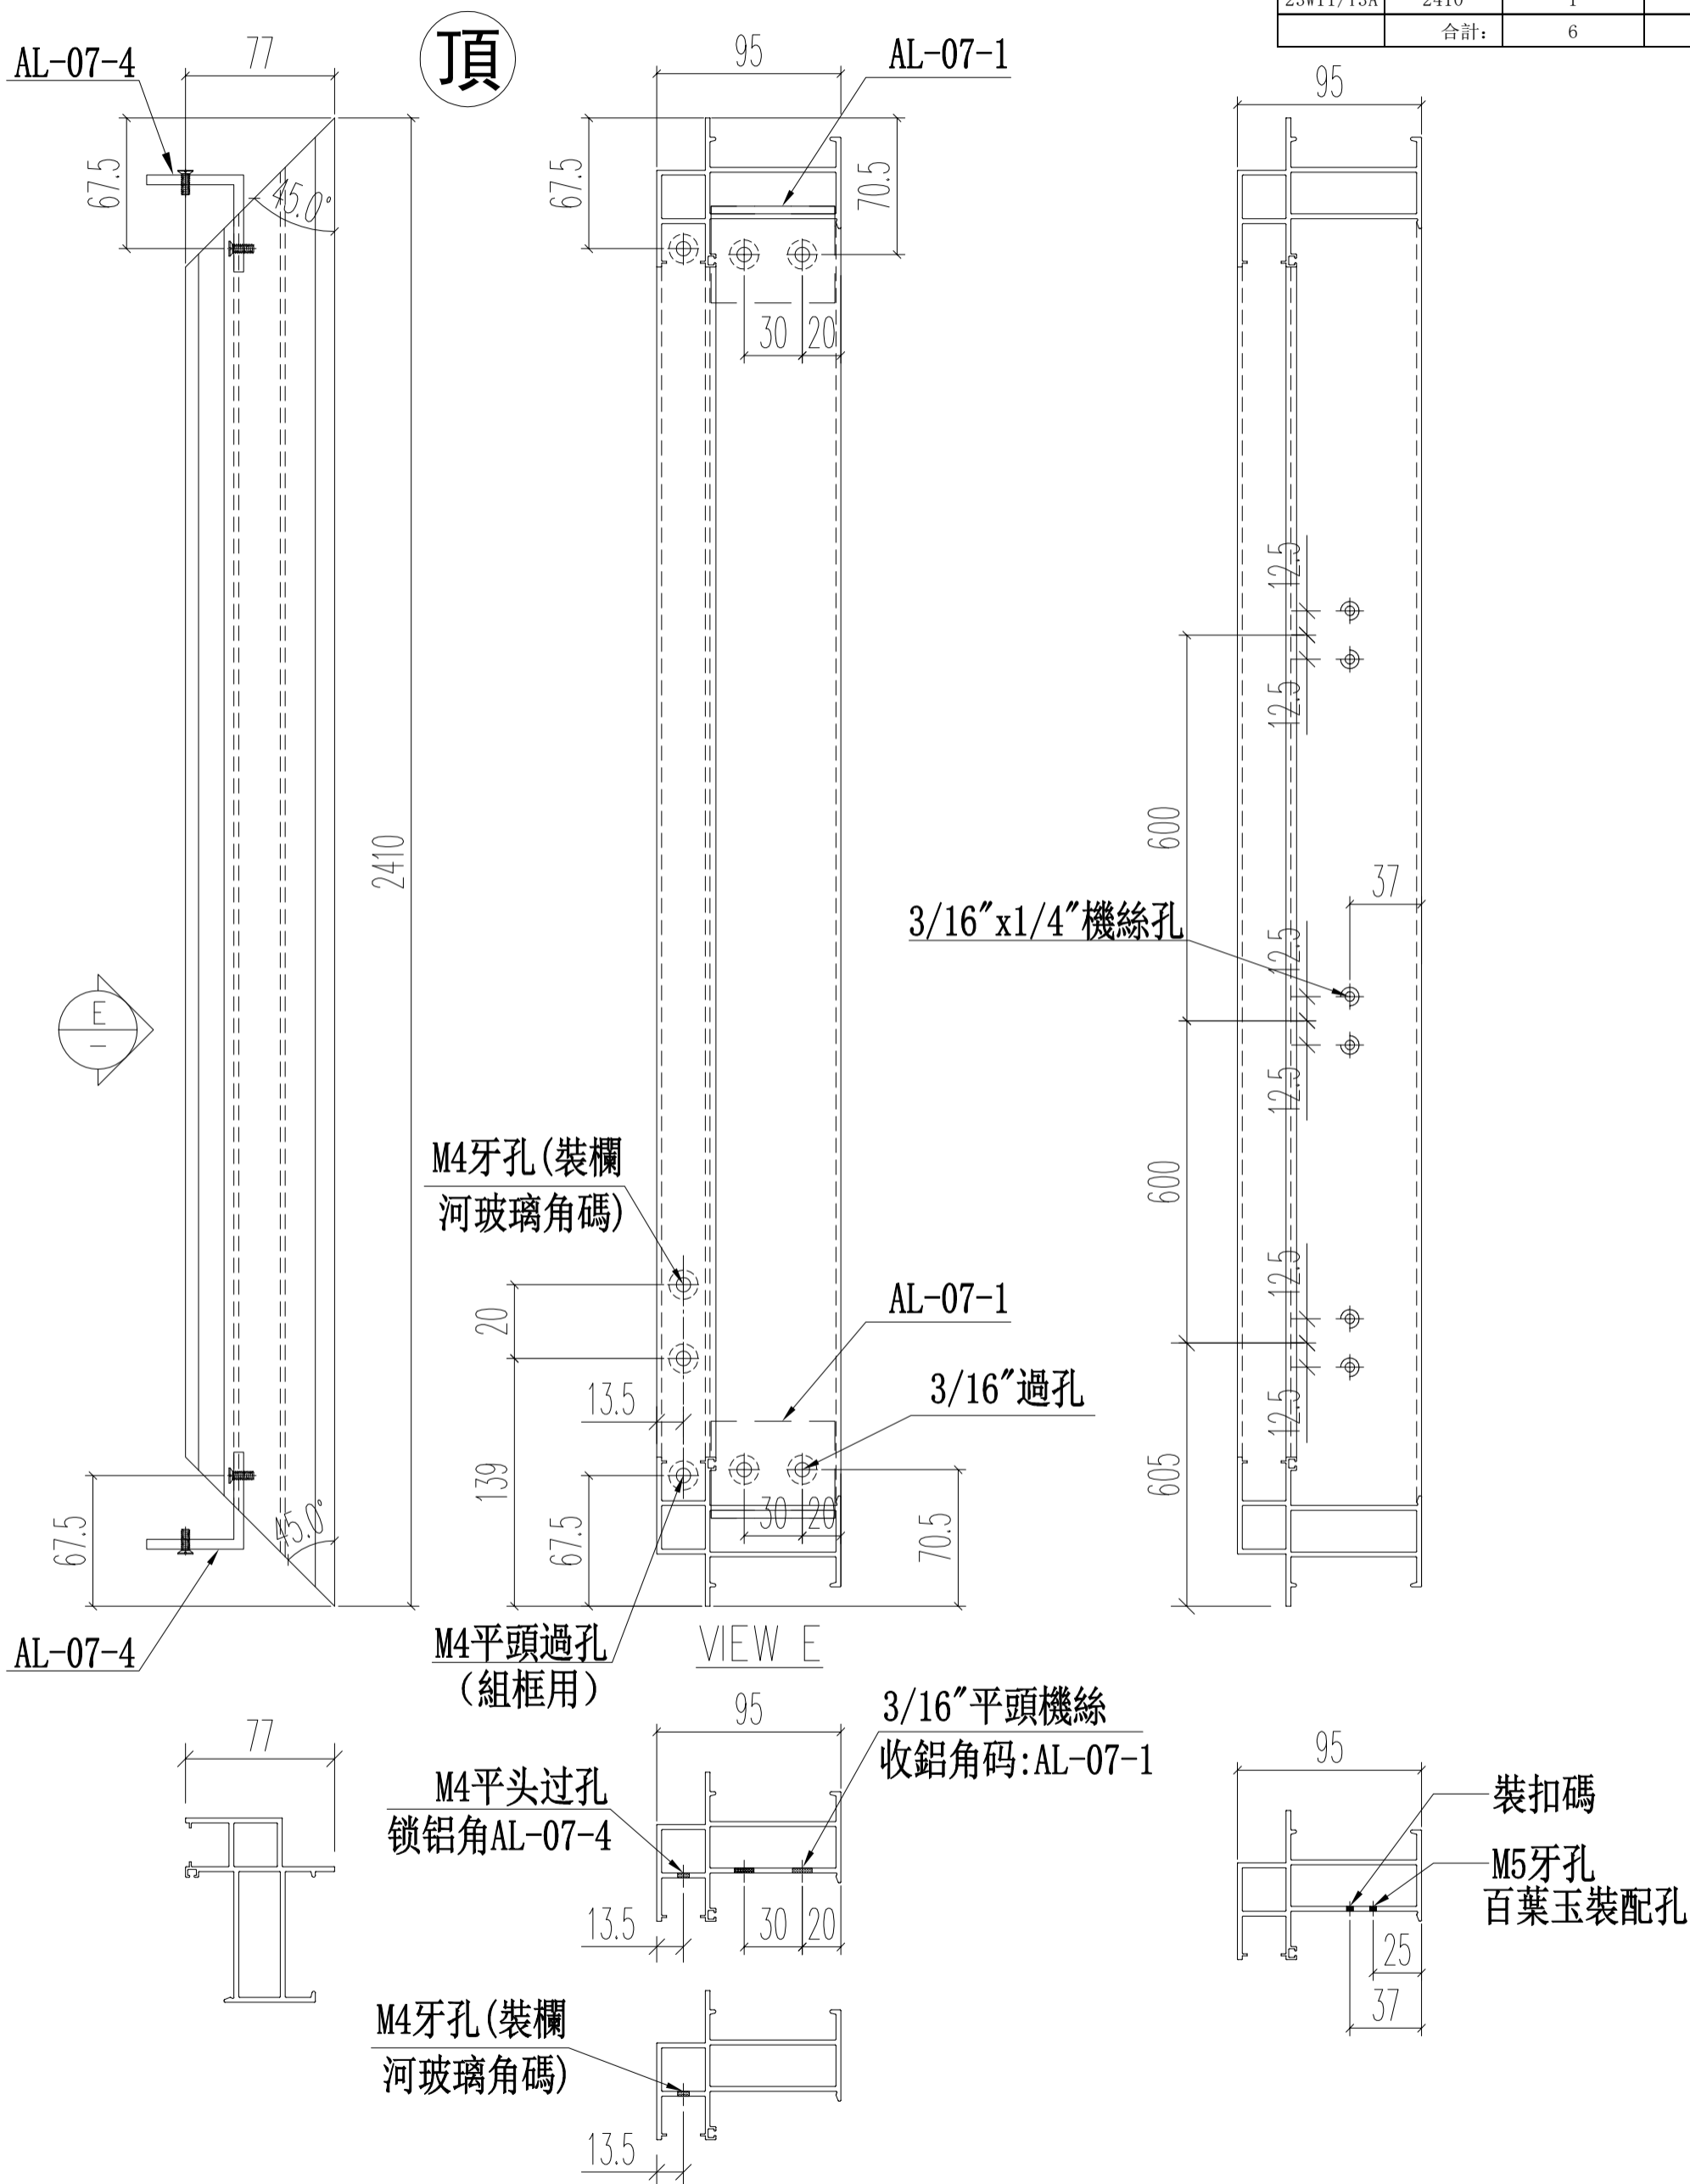 2410
1
合計:
6
頂
AL-07-4
77
67.5
45.0°
2410
E
67.5
45.0°
AL-07-4
95
AL-07-1
67.5
70.5
30
20
M4牙孔(裝欄
河玻璃角碼)
20
13.5
139
67.5
AL-07-1
3/16"過孔
30
20
70.5
M4平頭過孔
(組框用)
VIEW E
95
12.5
12.5
600
37
3/16"x1/4"機絲孔
12.5
12.5
600
12.5
12.5
605
77
95
3/16"平頭機絲
收鋁角码:AL-07-1
M4平头过孔
锁铝角AL-07-4
13.5
30
20
M4牙孔(裝欄
河玻璃角碼)
13.5
95
裝扣碼
M5牙孔
百葉玉裝配孔
25
37